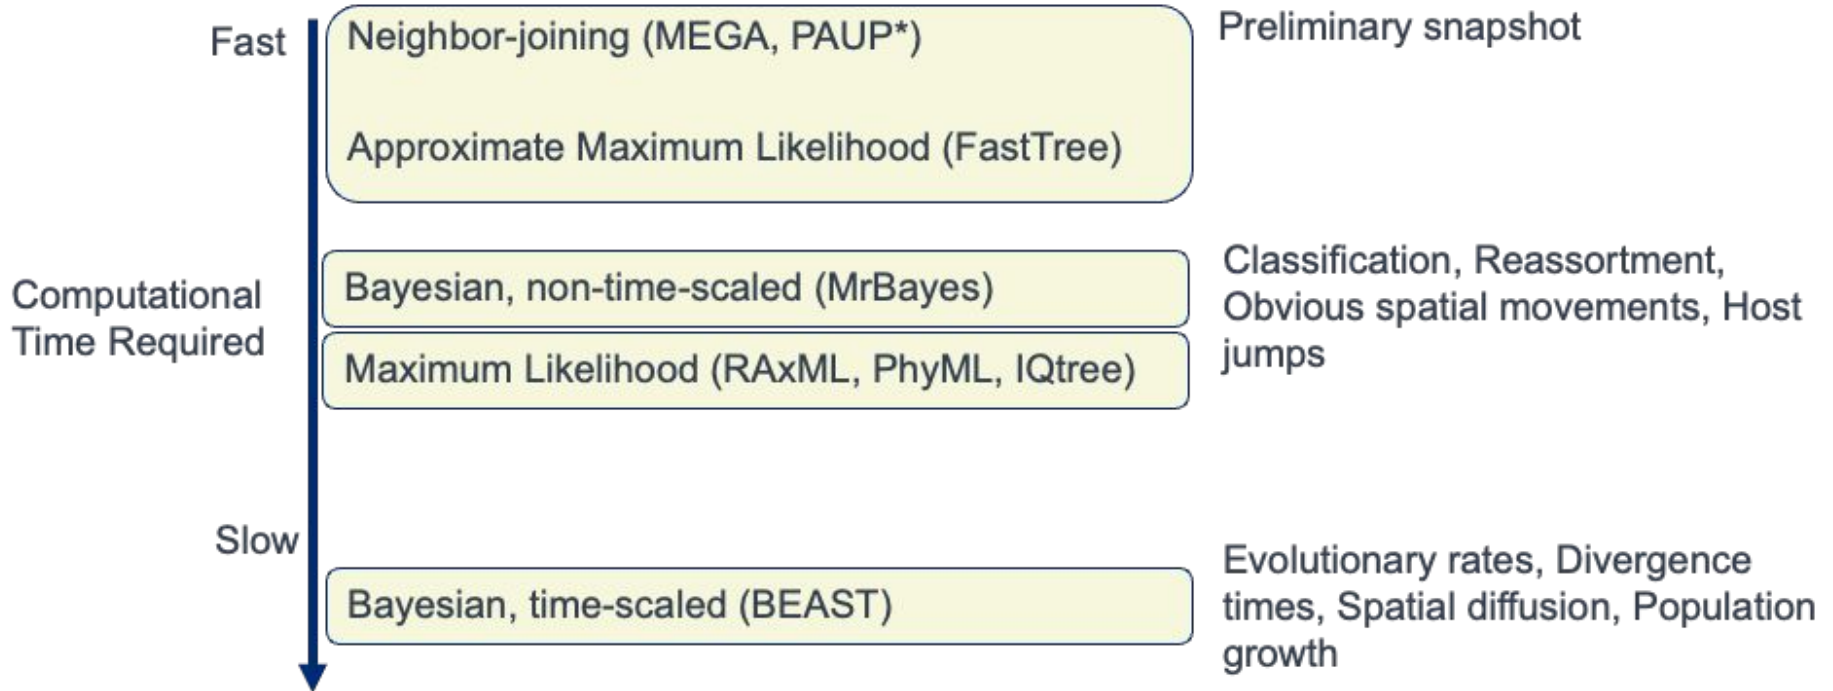 Fast
Neighbor-joining (MEGA, PAUP*)
Preliminary snapshot
Approximate Maximum Likelihood (FastTree)
Computational
Time Required
Bayesian, non-time-scaled (MrBayes)
Maximum Likelihood (RAxML, PhyML, IQtree)
Classification, Reassortment,
Obvious spatial movements, Host
jumps
Slow
Bayesian, time-scaled (BEAST)
Evolutionary rates, Divergence
times, Spatial diffusion, Population
growth